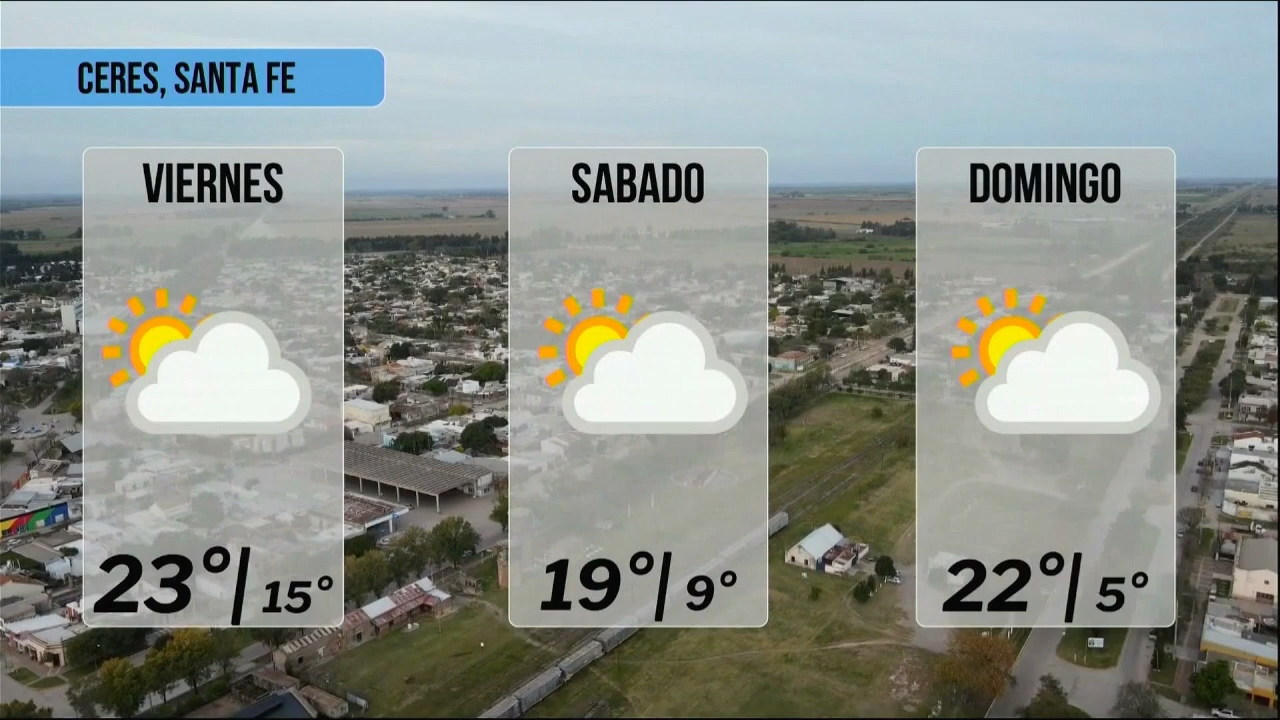 CERES, SANTA FE
VIERNES
23°/15°
SABADO
19°/9°
DOMINGO
22°/5°